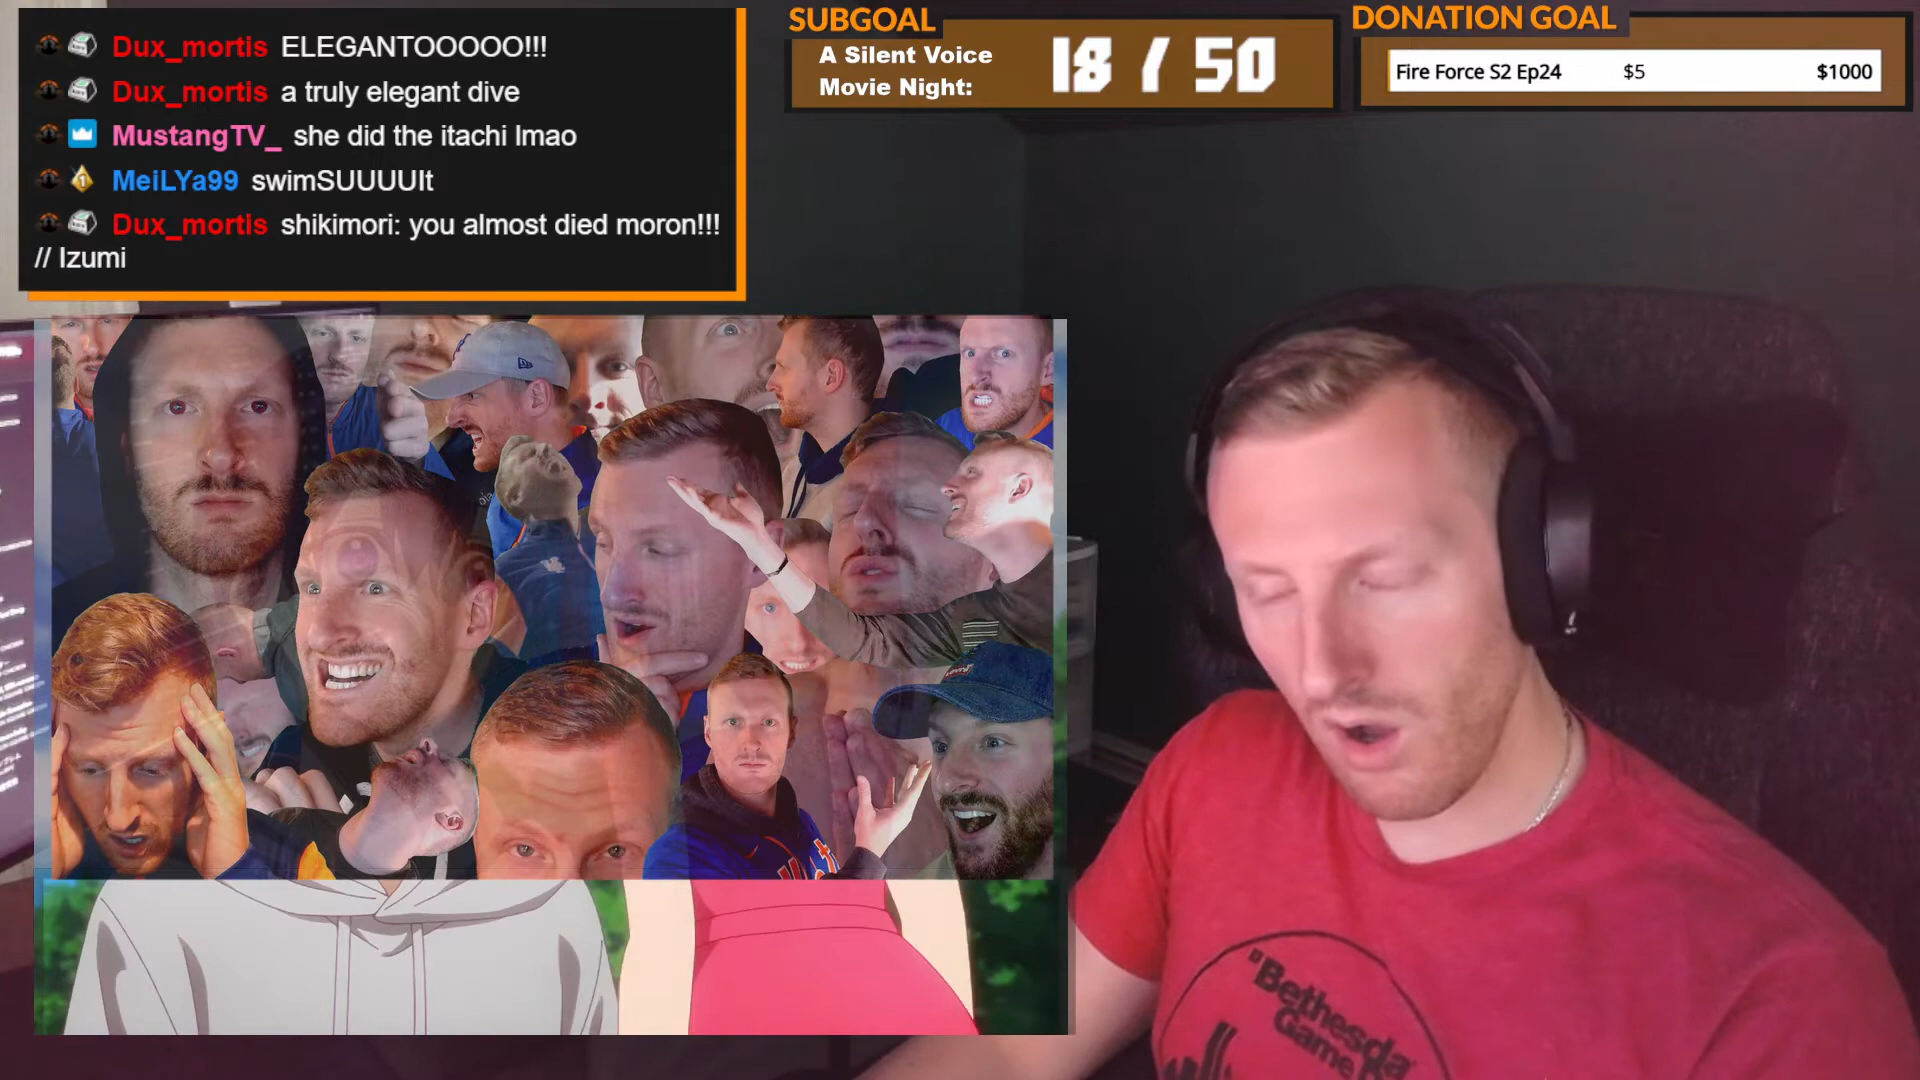 Dux_mortis ELEGANTOOOOO!!!
Dux_mortis a truly elegant dive
MustangTV_ she did the itachi lmao
MeiLYa99 swimSUUUUIt
Dux_mortis shikimori: you almost died moron!!!
// Izumi
SUBGOAL
A Silent Voice
Movie Night:
18 / 50
DONATION GOAL
Fire Force S2 Ep24 $5 $1000
Bethesda
Game